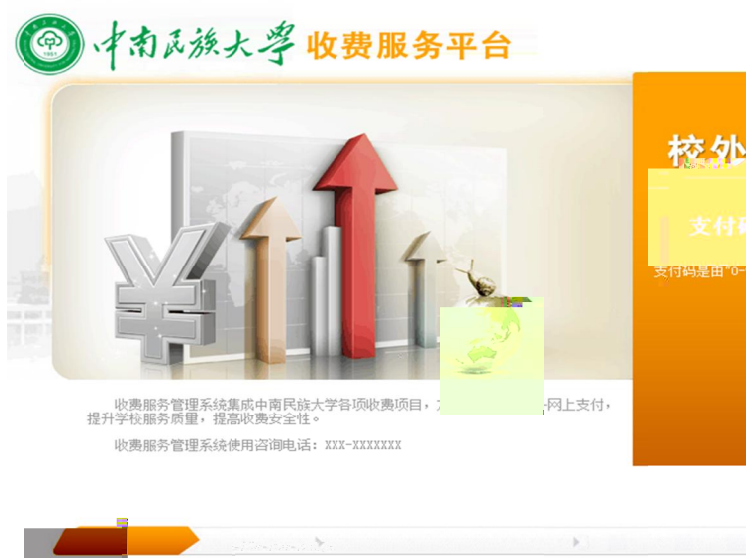 中南民族大學 收费服务平台
校外
支付码
支付码是由"0-
收费服务管理系统集成中南民族大学各项收费项目，
网上支付，
提升学校服务质量，提高收费安全性。
收费服务管理系统使用咨询电话：XXX-XXXXXXX